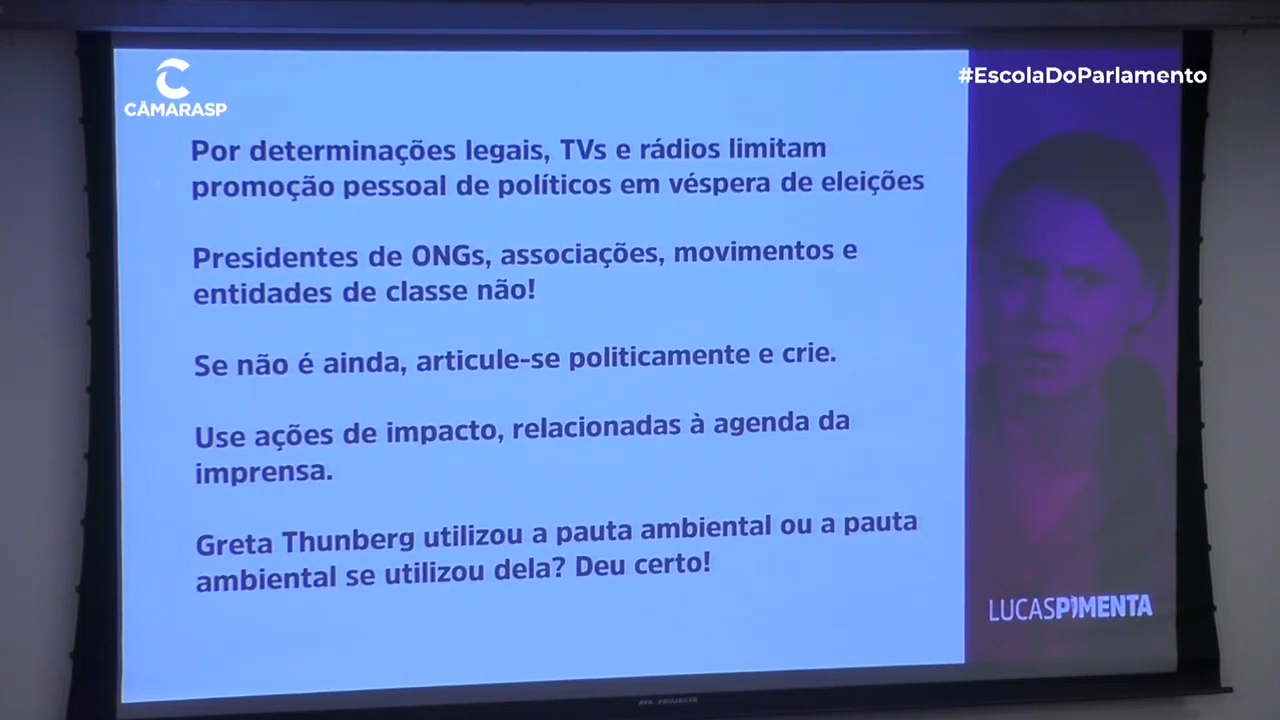 CÂMARASP
#EscolaDoParlamento
Por determinações legais, TVs e rádios limitam
promoção pessoal de políticos em véspera de eleições
Presidentes de ONGs, associações, movimentos e
entidades de classe não!
Se não é ainda, articule-se politicamente e crie.
Use ações de impacto, relacionadas à agenda da
imprensa.
Greta Thunberg utilizou a pauta ambiental ou a pauta
ambiental se utilizou dela? Deu certo!
LUCASPIMENTA